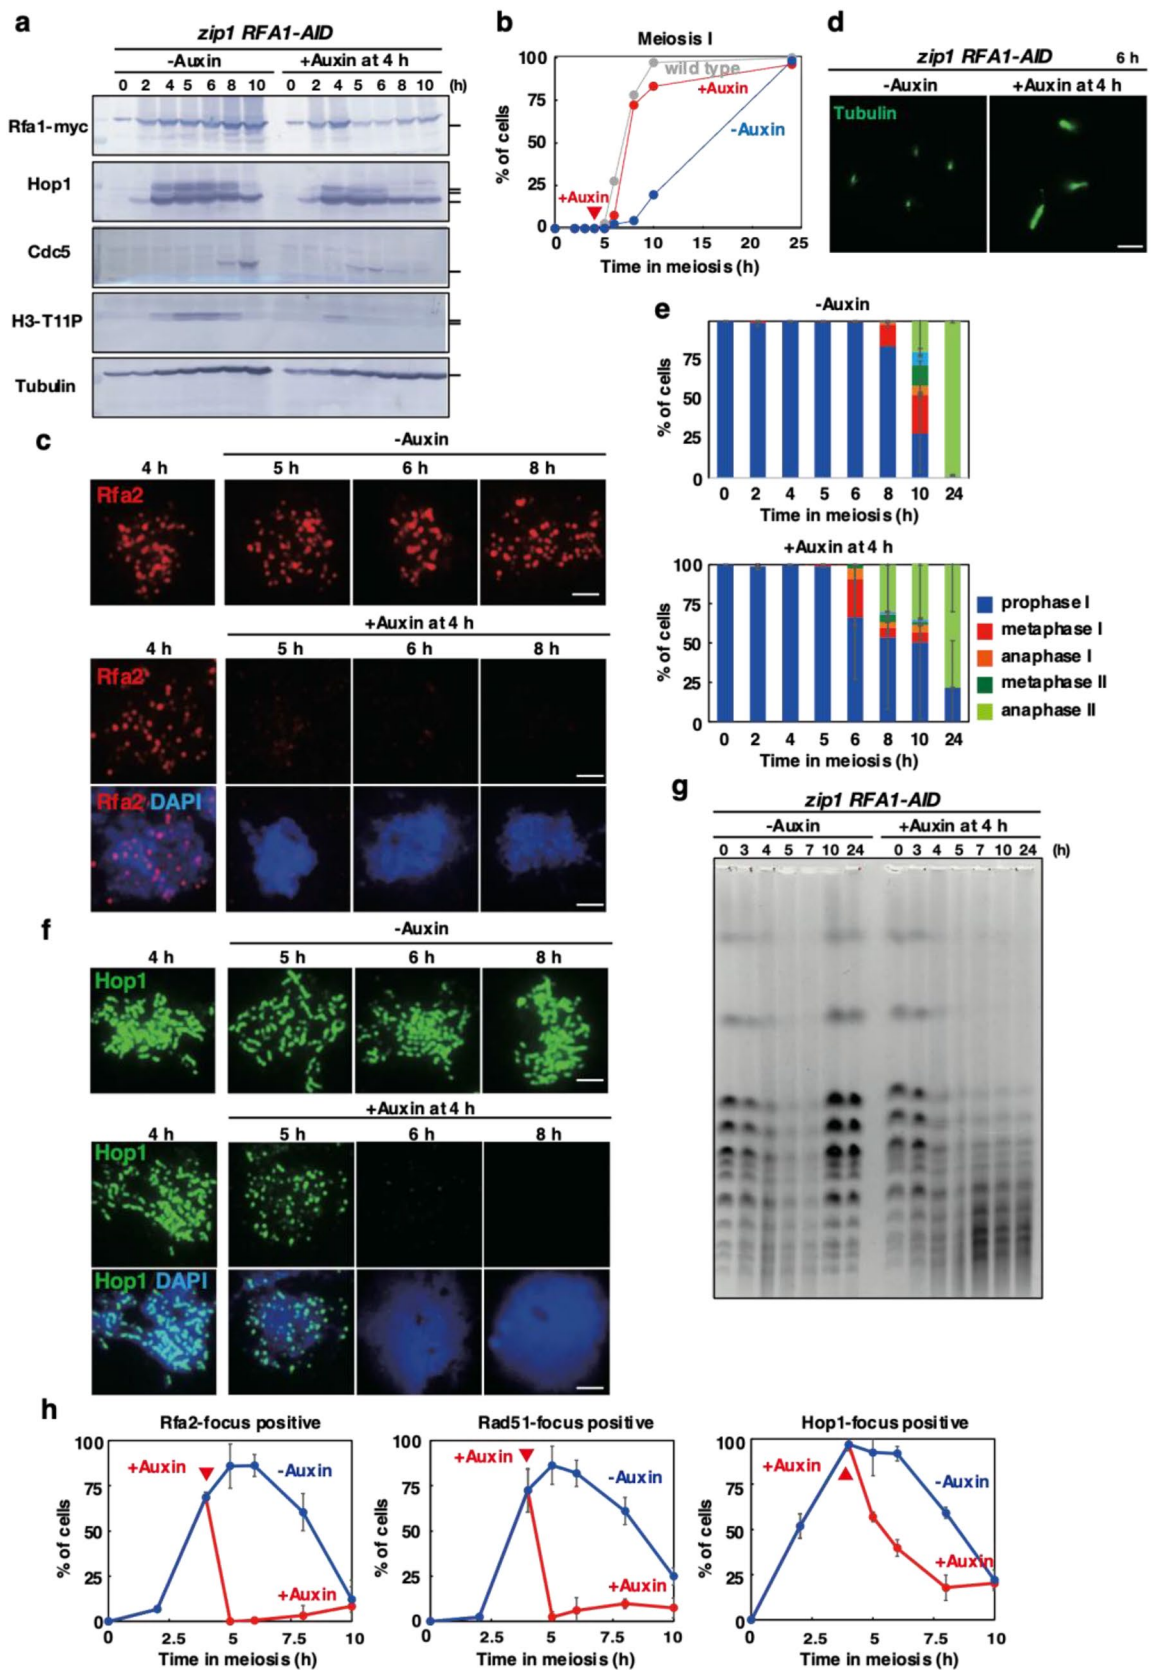 a
zip1 RFA1-AID
-Auxin +Auxin at 4 h
0 2 4 5 6 8 10 0 2 4 5 6 8 10 (h)
Rfa1-myc
Hop1
Cdc5
H3-T11P
Tubulin
b
Meiosis I
100
75
50
25
0
% of cells
wild type
+Auxin
-Auxin
+Auxin
0 5 10 15 20 25
Time in meiosis (h)
d
zip1 RFA1-AID 6 h
-Auxin +Auxin at 4 h
Tubulin
c
-Auxin
4 h 5 h 6 h 8 h
Rfa2
+Auxin at 4 h
4 h 5 h 6 h 8 h
Rfa2
Rfa2 DAPI
e
-Auxin
75
50
25
0
% of cells
0 2 4 5 6 8 10 24
Time in meiosis (h)
+Auxin at 4 h
100
75
50
25
0
% of cells
0 2 4 5 6 8 10 24
Time in meiosis (h)
prophase I
metaphase I
anaphase I
metaphase II
anaphase II
f
-Auxin
4 h 5 h 6 h 8 h
Hop1
+Auxin at 4 h
4 h 5 h 6 h 8 h
Hop1
Hop1 DAPI
g
zip1 RFA1-AID
-Auxin +Auxin at 4 h
0 3 4 5 7 10 24 0 3 4 5 7 10 24 (h)
h
Rfa2-focus positive
100
75
50
25
0
% of cells
+Auxin
-Auxin
+Auxin
0 2.5 5 7.5 10
Time in meiosis (h)
Rad51-focus positive
100
75
50
25
0
% of cells
+Auxin
-Auxin
+Auxin
0 2.5 5 7.5 10
Time in meiosis (h)
Hop1-focus positive
100
75
50
25
0
% of cells
+Auxin
-Auxin
+Auxin
0 2.5 5 7.5 10
Time in meiosis (h)